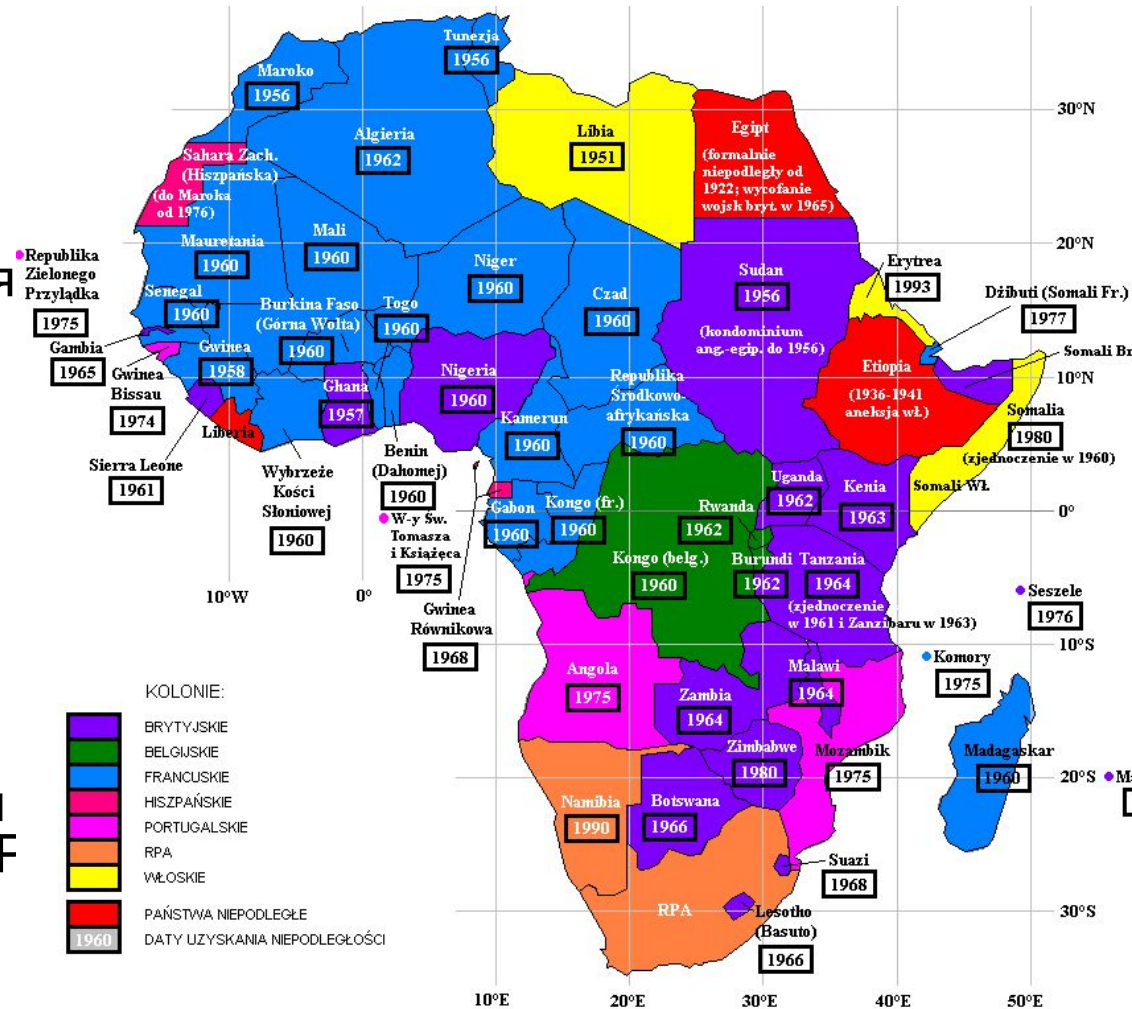 Tunezja
1956
Maroko
1956
Algieria
1962
Libia
1951
Egipt
(formalnie
niepodległy od
1922; wycofanie
wojsk bryt. w 1965)
30°N
Sahara Zach.
(Hiszpańska)
(do Maroka
od 1976)
Mauretania
1960
Mali
1960
Niger
1960
Czad
1960
Sudan
1956
(kondominium
ang.-egip. do 1956)
20°N
Erytrea
1993
Dżibuti (Somali Fr.)
1977
Republika
Zielonego
Przylądka
1975
Senegal
1960
Gambia
1965
Gwinea
Bissau
1974
Gwinea
1958
Burkina Faso
(Górna Wolta)
1960
Togo
1960
Ghana
1957
Nigeria
1960
Kamerun
1960
Republika
Środkowo-
afrykańska
1960
Etiopia
(1936-1941
aneksja wł.)
Somali Br
10°N
Somalia
1980
(zjednoczenie w 1960)
Somali Wł.
Liberia
Sierra Leone
1961
Wybrzeże
Kości
Słoniowej
1960
Benin
(Dahomej)
1960
W-y Św.
Tomasza
i Książęca
1975
Gwinea
Równikowa
1968
Gabon
1960
Kongo (fr.)
1960
Kongo (belg.)
1960
Rwanda
1962
Burundi
1962
Uganda
1962
Kenia
1963
0°
Tanzania
1964
(zjednoczenie
w 1961 i Zanzibaru w 1963)
Seszele
1976
10°W
0°
10°S
Angola
1975
Zambia
1964
Malawi
1964
Komory
1975
Zimbabwe
1980
Mozambik
1975
Madagaskar
1960
20°S
Namibia
1990
Botswana
1966
Suazi
1968
RPA
Lesotho
(Basuto)
1966
30°S
10°E
20°E
30°E
40°E
50°E
KOLONIE:
BRYTYJSKIE
BELGIJSKIE
FRANCUSKIE
HISZPAŃSKIE
PORTUGALSKIE
RPA
WŁOSKIE
PAŃSTWA NIEPODLEGŁE
1960
DATY UZYSKANIA NIEPODLEGŁOŚCI